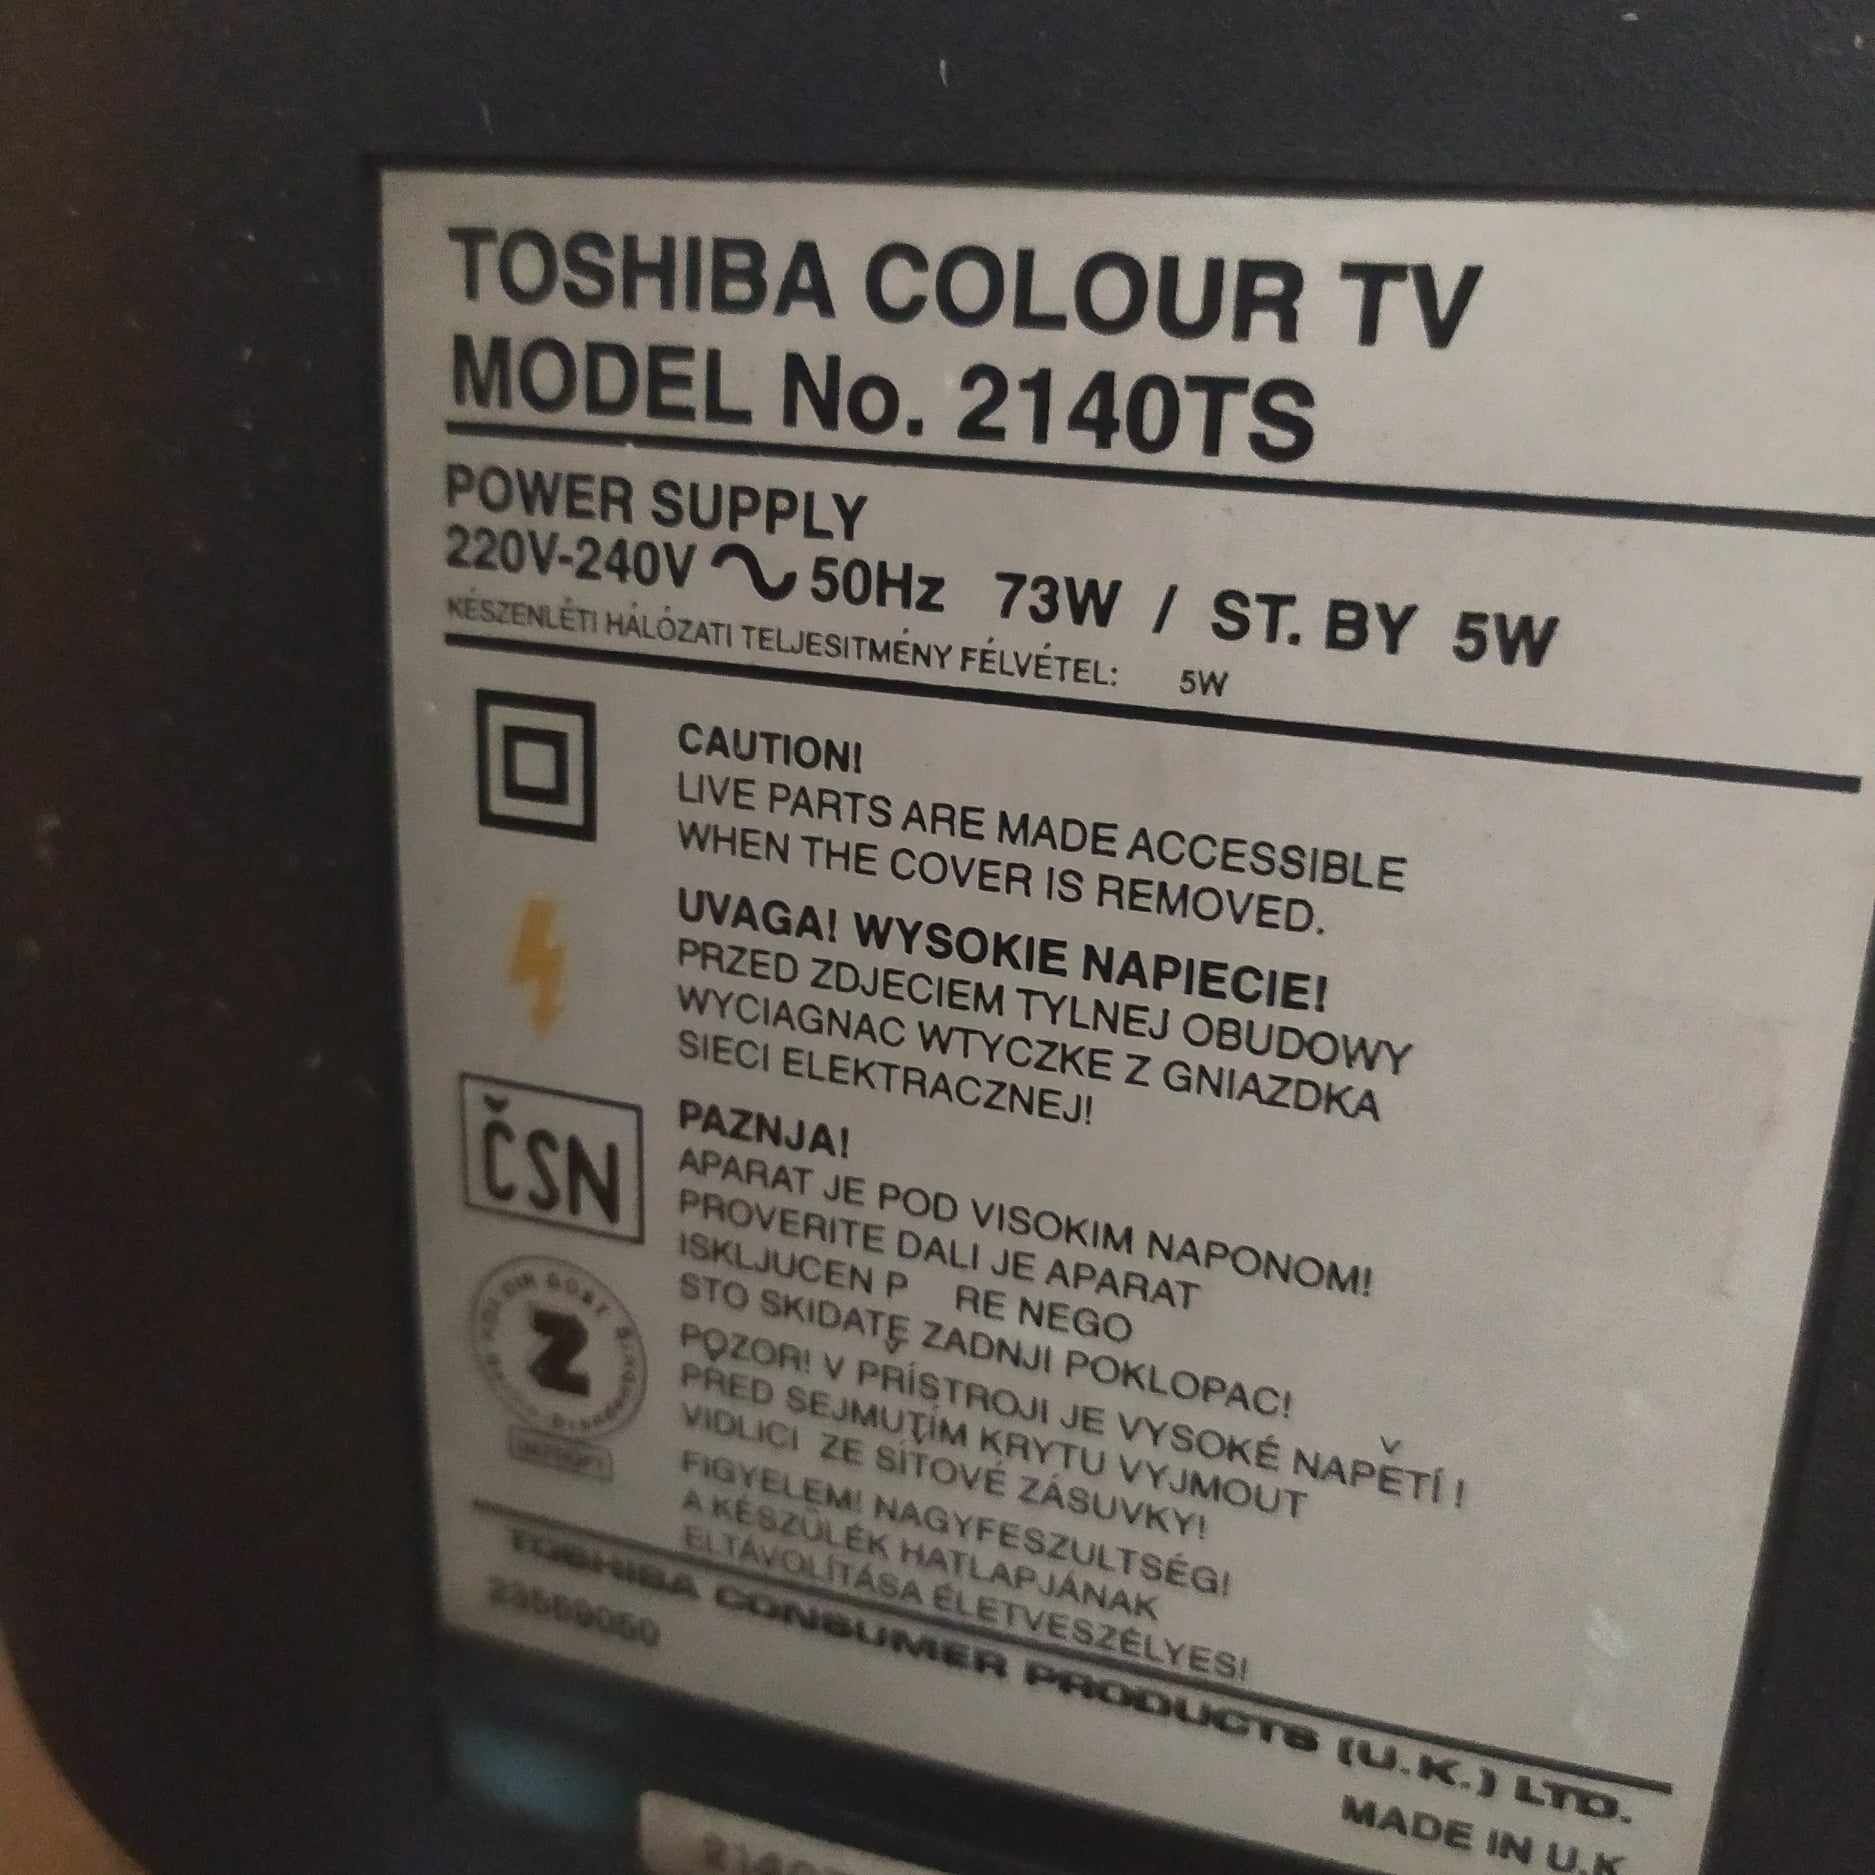 TOSHIBA COLOUR TV
MODEL No. 2140TS
POWER SUPPLY
220V-240V 50Hz 73W / ST. BY 5W
KÉSZENLÉTI HÁLÓZATI TELJESITMÉNY FÉLVÉTEL: 5W
CAUTION!
LIVE PARTS ARE MADE ACCESSIBLE
WHEN THE COVER IS REMOVED.
UVAGA! WYSOKIE NAPIECIE!
PRZED ZDJECIEM TYLNEJ OBUDOWY
WYCIAGNAC WTYCZKE Z GNIAZDKA
SIECI ELEKTRACZNEJ!
ČSN
PAZNJA!
APARAT JE POD VISOKIM NAPONOM!
PROVERITE DALI JE APARAT
ISKLJUCEN P RE NEGO
STO SKIDATE ZADNJI POKLOPAC!
Z
POZOR! V PŘÍSTROJI JE VYSOKÉ NAPĚTÍ !
PŘED SEJMUTÍM KRYTU VYJMOUT
VIDLICI ZE SÍTOVÉ ZÁSUVKY!
FIGYELEM! NAGYFESZULTSÉG!
A KÉSZÜLÉK HATLAPJÁNAK
ELTÁVOLÍTÁSA ÉLETVESZÉLYES!
TOSHIBA CONSUMER PRODUCTS (U.K.) LTD.
23569060
MADE IN U.K